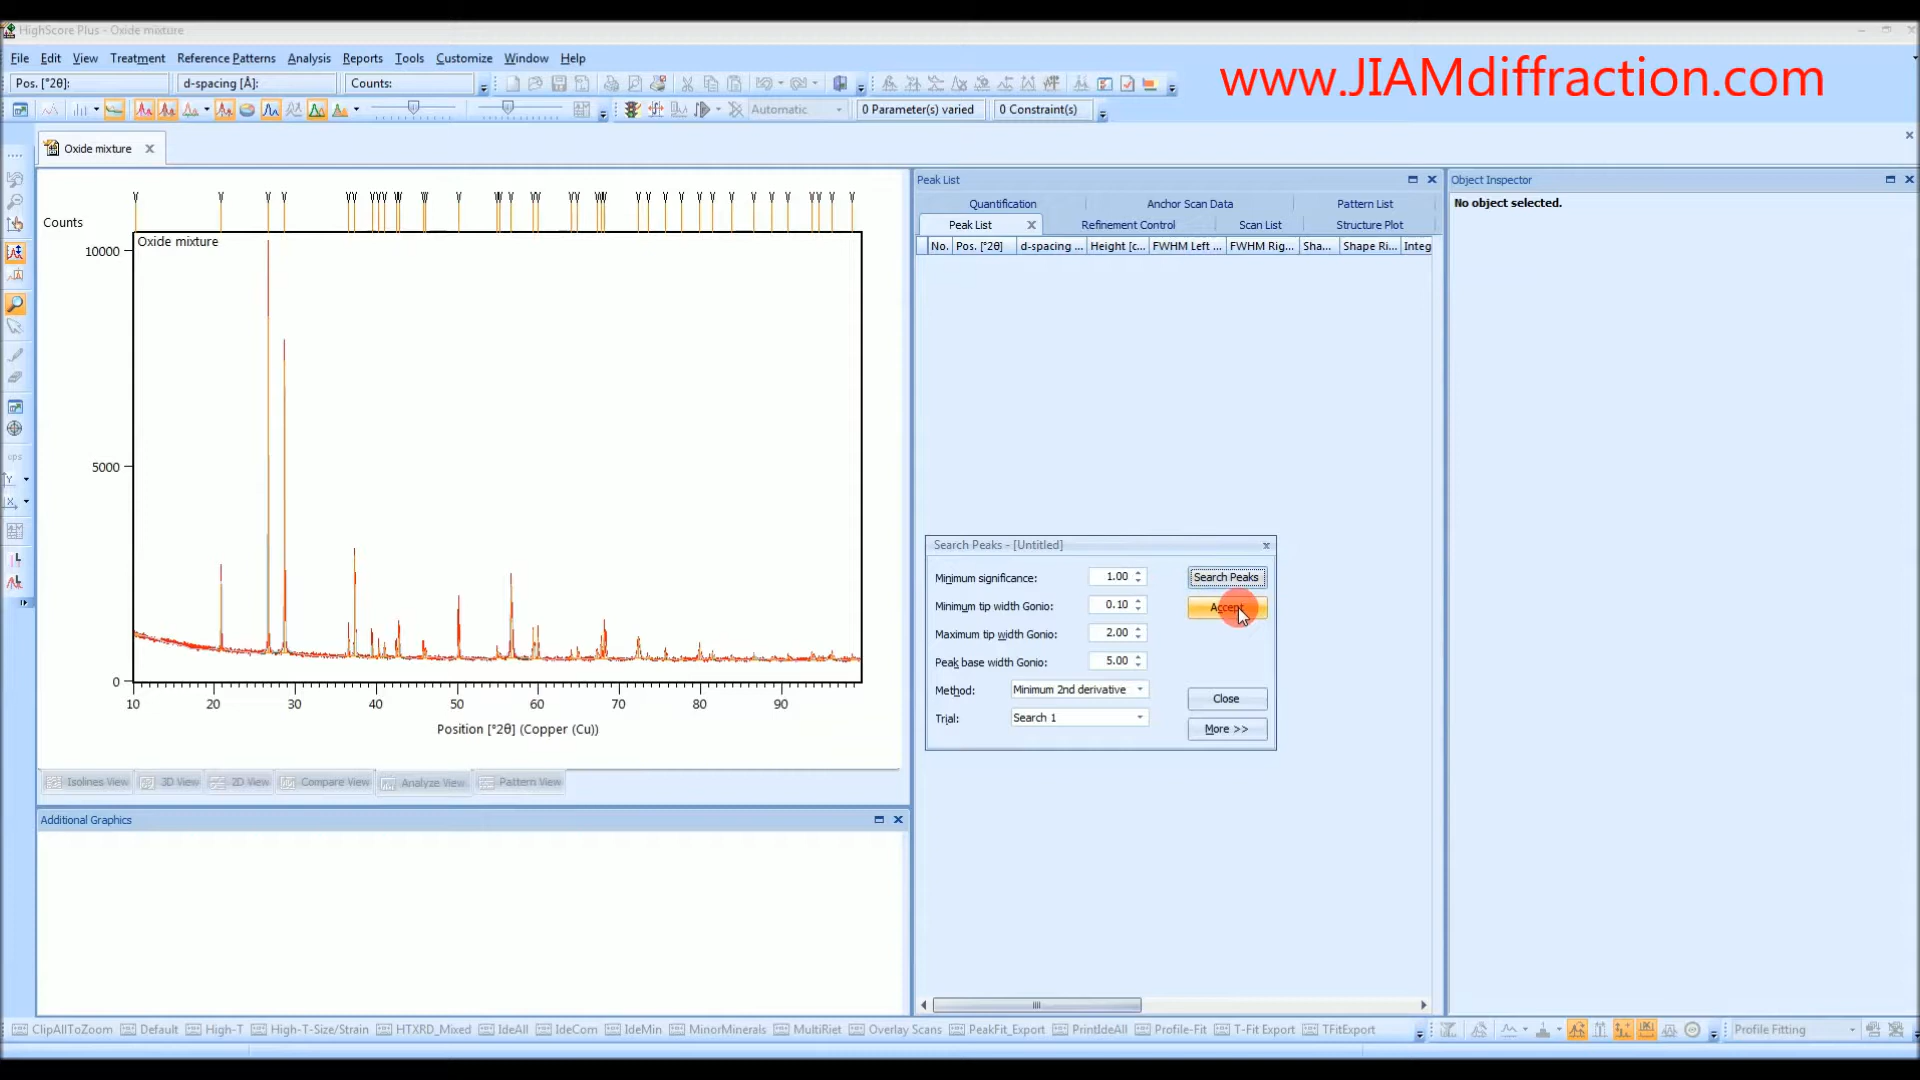 HighScore Plus - Oxide mixture
File Edit View Treatment Reference Patterns Analysis Reports Tools Customize Window Help
www.JIAMdiffraction.com
Pos. [°2θ]: d-spacing [Å]: Counts:
Automatic 0 Parameter(s) varied 0 Constraint(s)
Oxide mixture
Peak List
Object Inspector
Quantification Anchor Scan Data Pattern List
No object selected.
Peak List Refinement Control Scan List Structure Plot
No. Pos. [°2θ] d-spacing ... Height [c... FWHM Left ... FWHM Rig... Sha... Shape Ri... Integ
Counts
Oxide mixture
10000
5000
0
10 20 30 40 50 60 70 80 90
Position [°2θ] (Copper (Cu))
Search Peaks - [Untitled]
Minimum significance: 1.00 Search Peaks
Minimum tip width Gonio: 0.10 Accept
Maximum tip width Gonio: 2.00
Peak base width Gonio: 5.00
Method: Minimum 2nd derivative Close
Trial: Search 1 More >>
Isolines View 3D View 2D View Compare View Analyze View Pattern View
Additional Graphics
cps
Y
X
L
L
ClipAllToZoom Default High-T High-T-Size/Strain HTXRD_Mixed IdeAll IdeCom IdeMin MinorMinerals MultiRiet Overlay Scans PeakFit_Export PrintIdeAll Profile-Fit T-Fit Export TFitExport Profile Fitting